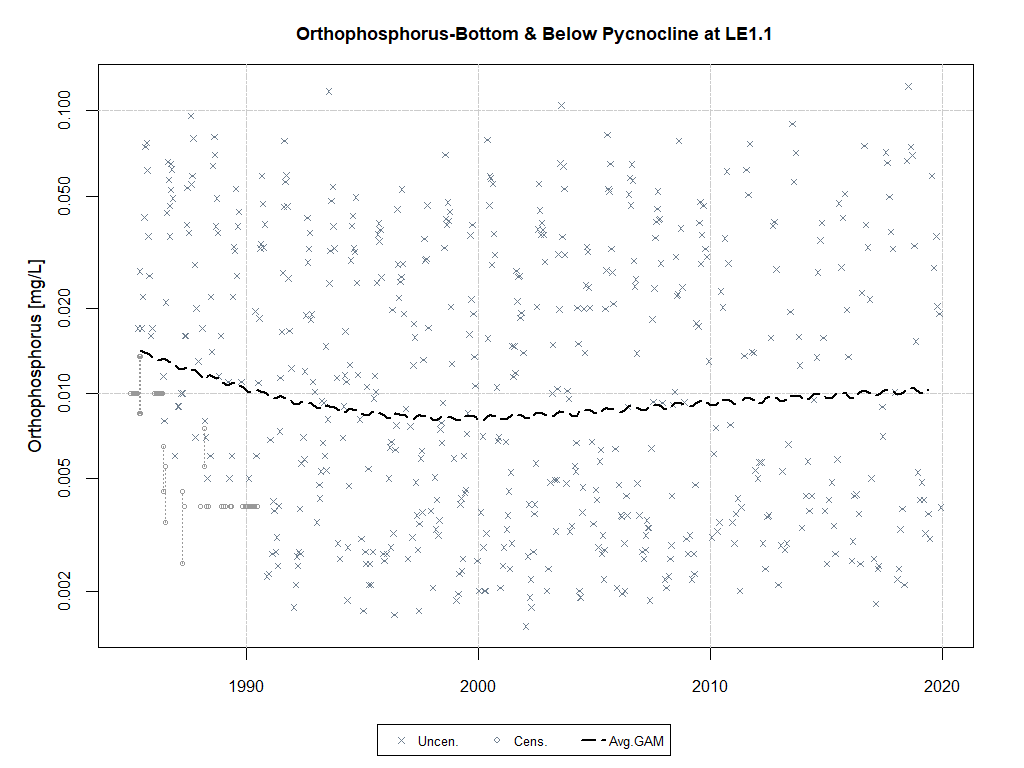 Orthophosphorus-Bottom & Below Pycnocline at LE1.1
Orthophosphorus [mg/L]
0.100
0.050
0.020
0.010
0.005
0.002
1990 2000 2010 2020
Uncen. Cens. Avg.GAM